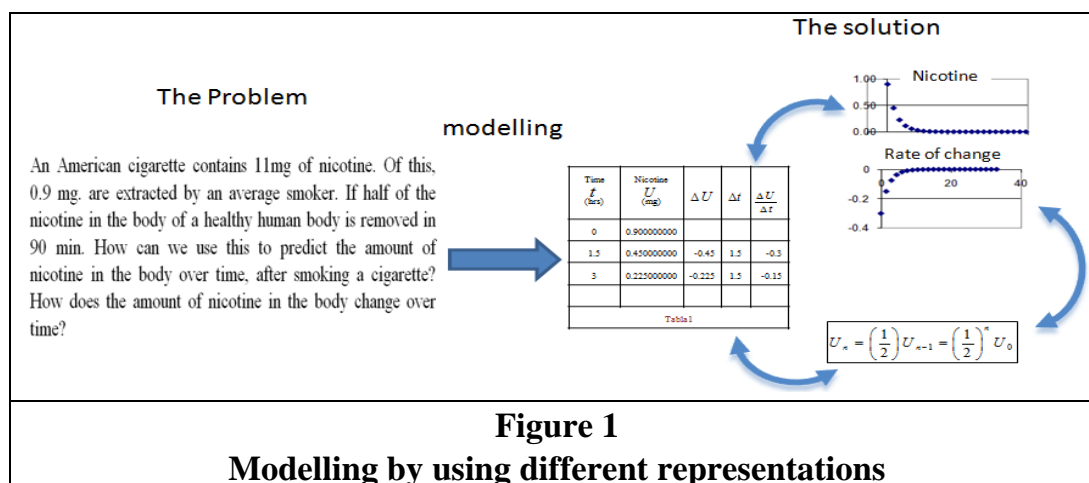 The solution
The Problem
modelling
An American cigarette contains 11mg of nicotine. Of this,
0.9 mg. are extracted by an average smoker. If half of the
nicotine in the body of a healthy human body is removed in
90 min. How can we use this to predict the amount of
nicotine in the body over time, after smoking a cigarette?
How does the amount of nicotine in the body change over
time?
Time t (hrs) Nicotine U (mg) ΔU Δt ΔU/Δt
0 0.900000000
1.5 0.450000000 -0.45 1.5 -0.3
3 0.225000000 -0.225 1.5 -0.15
Tabla1
Nicotine
1.00
0.50
0.00
Rate of change
0 20 40
0
-0.2
-0.4
U_n = (1/2) U_{n-1} = (1/2)^n U_0
Figure 1
Modelling by using different representations